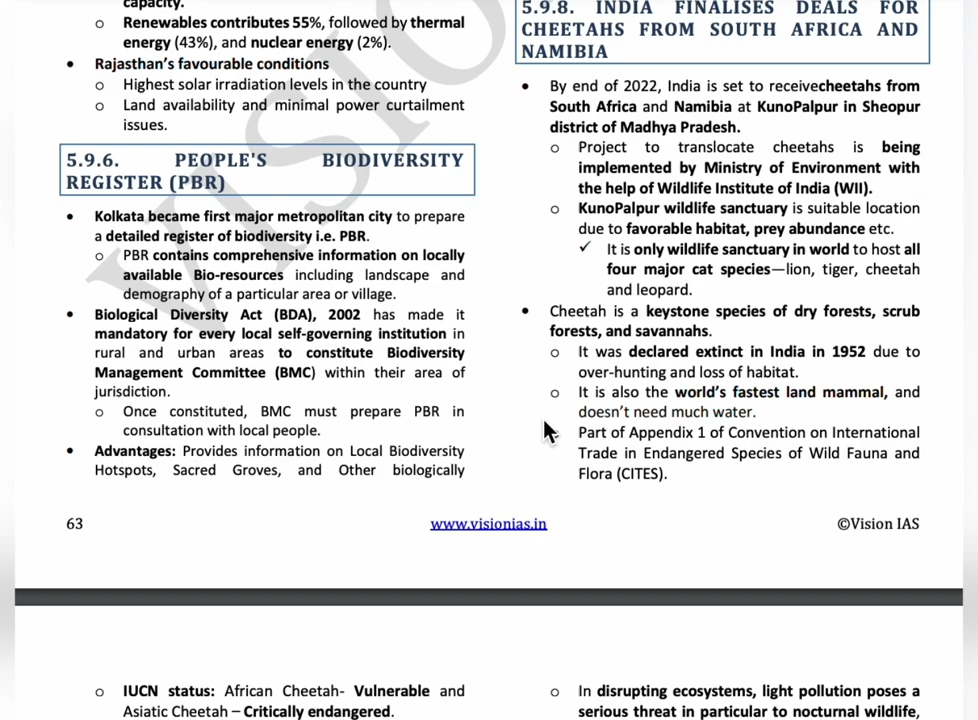 capacity.
o Renewables contributes 55%, followed by thermal
energy (43%), and nuclear energy (2%).
• Rajasthan's favourable conditions
o Highest solar irradiation levels in the country
o Land availability and minimal power curtailment
issues.
5.9.6. PEOPLE'S BIODIVERSITY
REGISTER (PBR)
• Kolkata became first major metropolitan city to prepare
a detailed register of biodiversity i.e. PBR.
o PBR contains comprehensive information on locally
available Bio-resources including landscape and
demography of a particular area or village.
• Biological Diversity Act (BDA), 2002 has made it
mandatory for every local self-governing institution in
rural and urban areas to constitute Biodiversity
Management Committee (BMC) within their area of
jurisdiction.
o Once constituted, BMC must prepare PBR in
consultation with local people.
• Advantages: Provides information on Local Biodiversity
Hotspots, Sacred Groves, and Other biologically
5.9.8. INDIA FINALISES DEALS FOR
CHEETAHS FROM SOUTH AFRICA AND
NAMIBIA
• By end of 2022, India is set to receivecheetahs from
South Africa and Namibia at KunoPalpur in Sheopur
district of Madhya Pradesh.
o Project to translocate cheetahs is being
implemented by Ministry of Environment with
the help of Wildlife Institute of India (WII).
o KunoPalpur wildlife sanctuary is suitable location
due to favorable habitat, prey abundance etc.
✓ It is only wildlife sanctuary in world to host all
four major cat species—lion, tiger, cheetah
and leopard.
• Cheetah is a keystone species of dry forests, scrub
forests, and savannahs.
o It was declared extinct in India in 1952 due to
over-hunting and loss of habitat.
o It is also the world's fastest land mammal, and
doesn't need much water.
Part of Appendix 1 of Convention on International
Trade in Endangered Species of Wild Fauna and
Flora (CITES).
63
www.visionias.in
©Vision IAS
o IUCN status: African Cheetah- Vulnerable and
Asiatic Cheetah – Critically endangered.
o In disrupting ecosystems, light pollution poses a
serious threat in particular to nocturnal wildlife,
VISIO